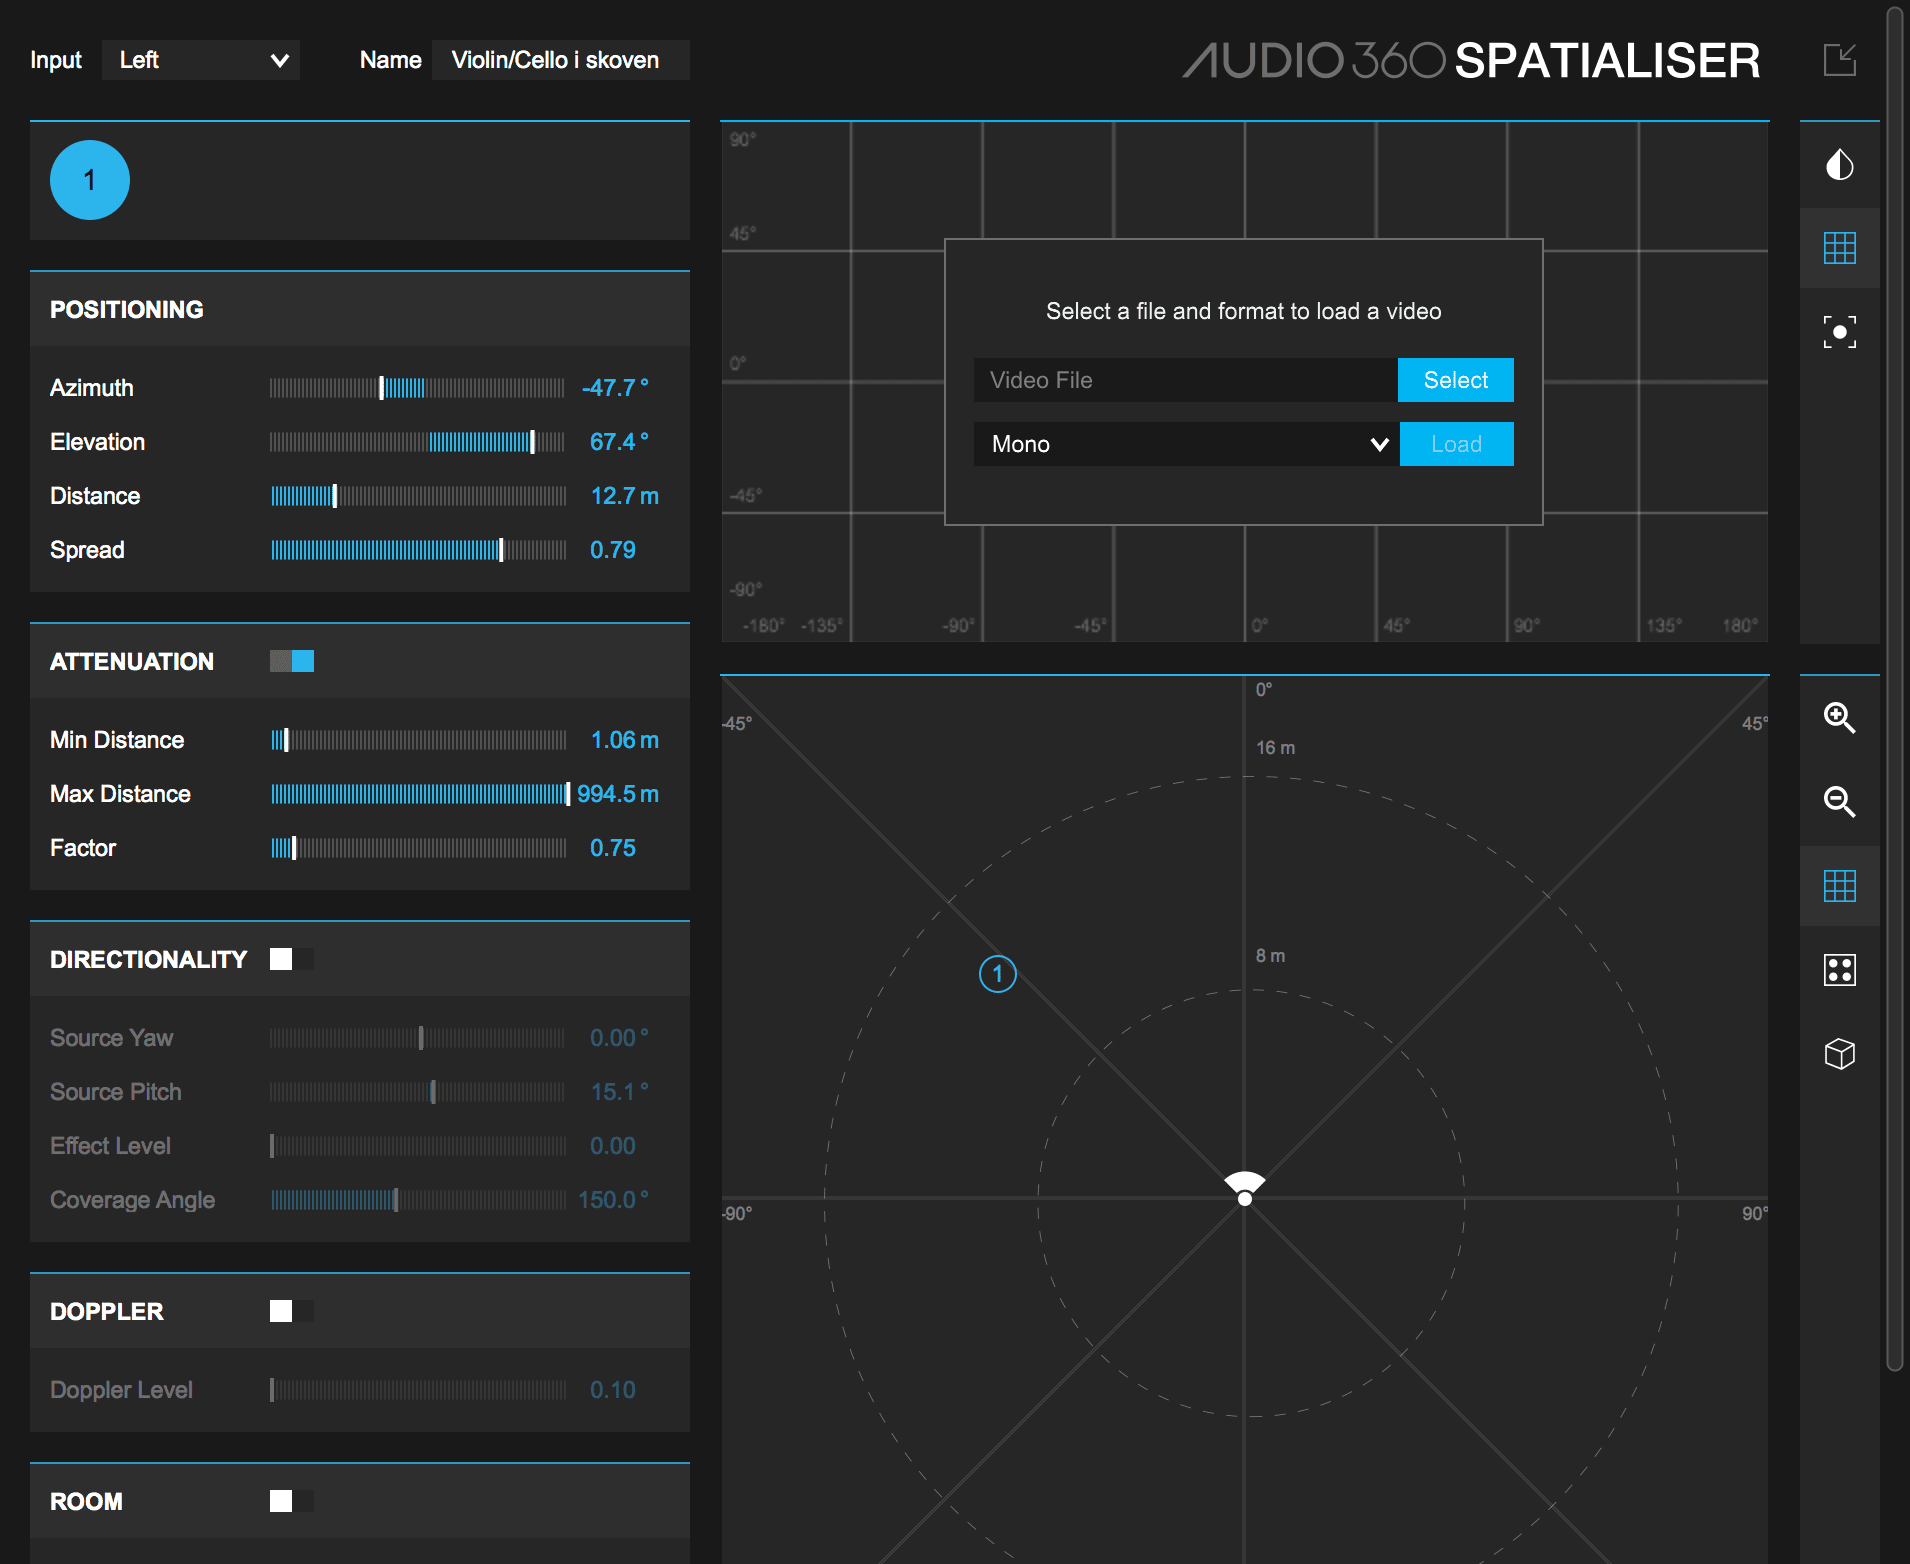 Input Left Name Violin/Cello i skoven AUDIO 360 SPATIALISER
1
POSITIONING
Azimuth -47.7 °
Elevation 67.4 °
Distance 12.7 m
Spread 0.79
ATTENUATION
Min Distance 1.06 m
Max Distance 994.5 m
Factor 0.75
DIRECTIONALITY
Source Yaw 0.00 °
Source Pitch 15.1 °
Effect Level 0.00
Coverage Angle 150.0 °
DOPPLER
Doppler Level 0.10
ROOM
90°
45°
0°
-45°
-90°
-180° -135° -90° -45° 0° 45° 90° 135° 180°
Select a file and format to load a video
Video File Select
Mono Load
0°
-45° 45°
16 m
8 m
1
-90° 90°